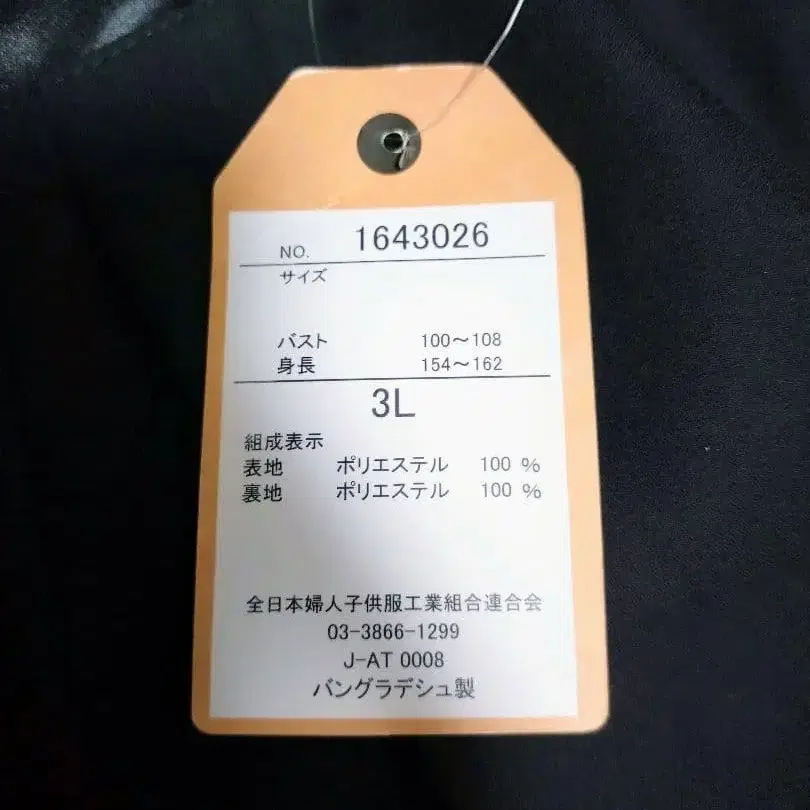 NO. 1643026
サイズ
バスト 100～108
身長 154～162
3L
組成表示
表地 ポリエステル 100 %
裏地 ポリエステル 100 %
全日本婦人子供服工業組合連合会
03-3866-1299
J-AT 0008
バングラデシュ製